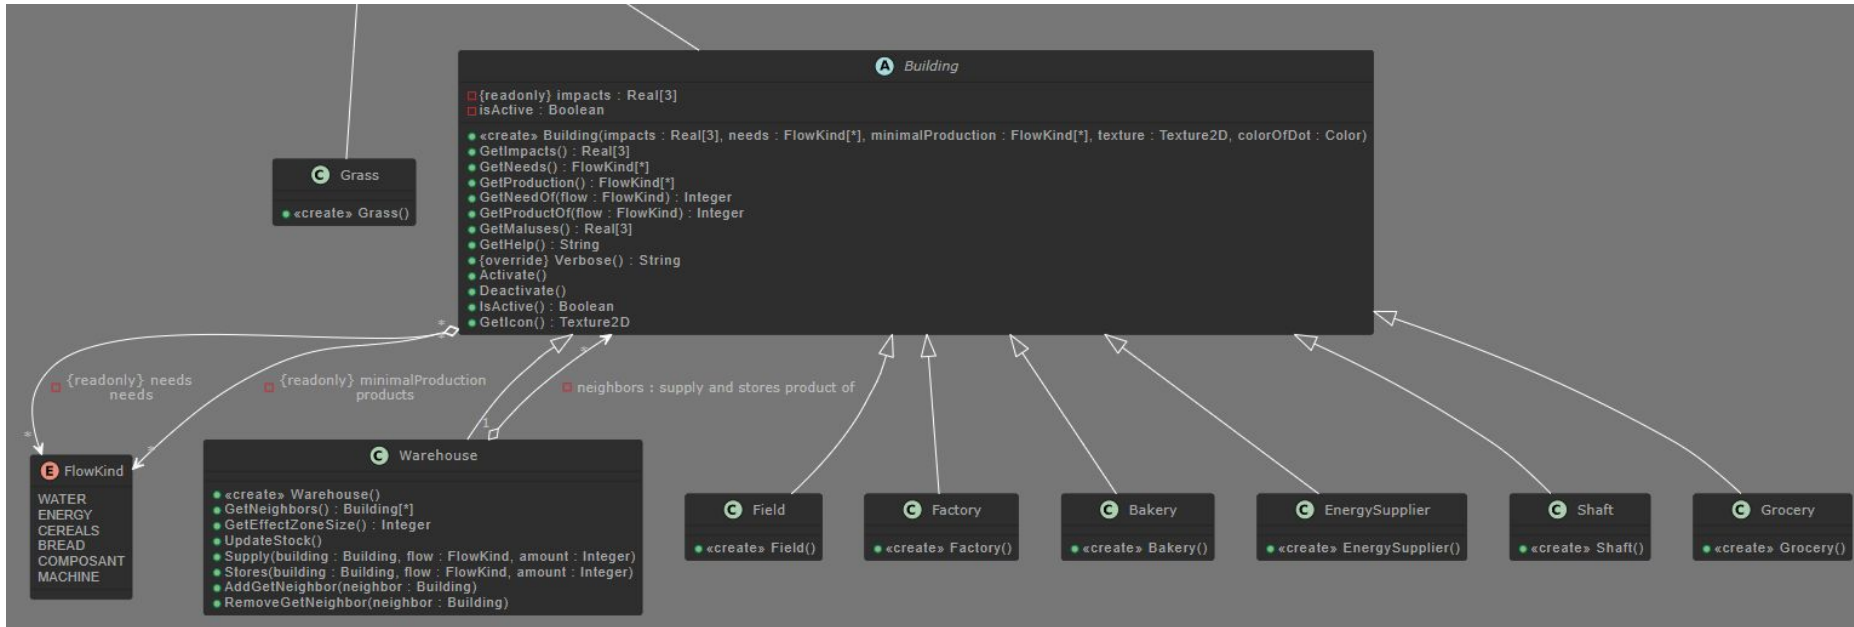 A Building
{readonly} impacts : Real[3]
isActive : Boolean
«create» Building(impacts : Real[3], needs : FlowKind[*], minimalProduction : FlowKind[*], texture : Texture2D, colorOfDot : Color)
GetImpacts() : Real[3]
GetNeeds() : FlowKind[*]
GetProduction() : FlowKind[*]
GetNeedOf(flow : FlowKind) : Integer
GetProductOf(flow : FlowKind) : Integer
GetMaluses() : Real[3]
GetHelp() : String
{override} Verbose() : String
Activate()
Deactivate()
IsActive() : Boolean
GetIcon() : Texture2D
C Grass
«create» Grass()
*
*
*
{readonly} needs
needs
{readonly} minimalProduction
products
neighbors : supply and stores product of
*
*
1
E FlowKind
WATER
ENERGY
CEREALS
BREAD
COMPOSANT
MACHINE
C Warehouse
«create» Warehouse()
GetNeighbors() : Building[*]
GetEffectZoneSize() : Integer
UpdateStock()
Supply(building : Building, flow : FlowKind, amount : Integer)
Stores(building : Building, flow : FlowKind, amount : Integer)
AddGetNeighbor(neighbor : Building)
RemoveGetNeighbor(neighbor : Building)
C Field
«create» Field()
C Factory
«create» Factory()
C Bakery
«create» Bakery()
C EnergySupplier
«create» EnergySupplier()
C Shaft
«create» Shaft()
C Grocery
«create» Grocery()